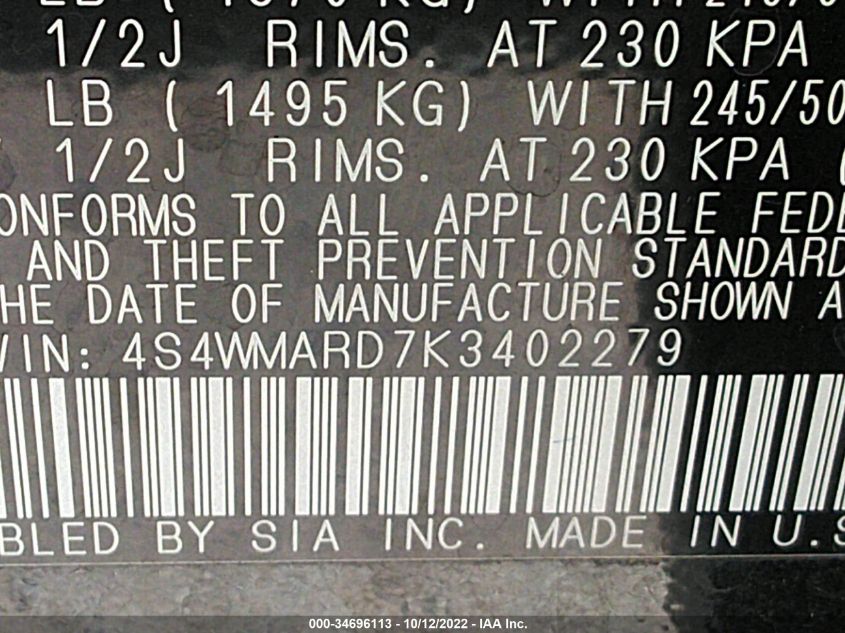 1/2J RIMS. AT 230 KPA
LB ( 1495 KG) WITH 245/50
1/2J RIMS. AT 230 KPA (
ONFORMS TO ALL APPLICABLE FEDE
AND THEFT PREVENTION STANDARD
HE DATE OF MANUFACTURE SHOWN A
VIN: 4S4WMARD7K3402279
BLED BY SIA INC. MADE IN U.S
000-34696113 - 10/12/2022 - IAA Inc.